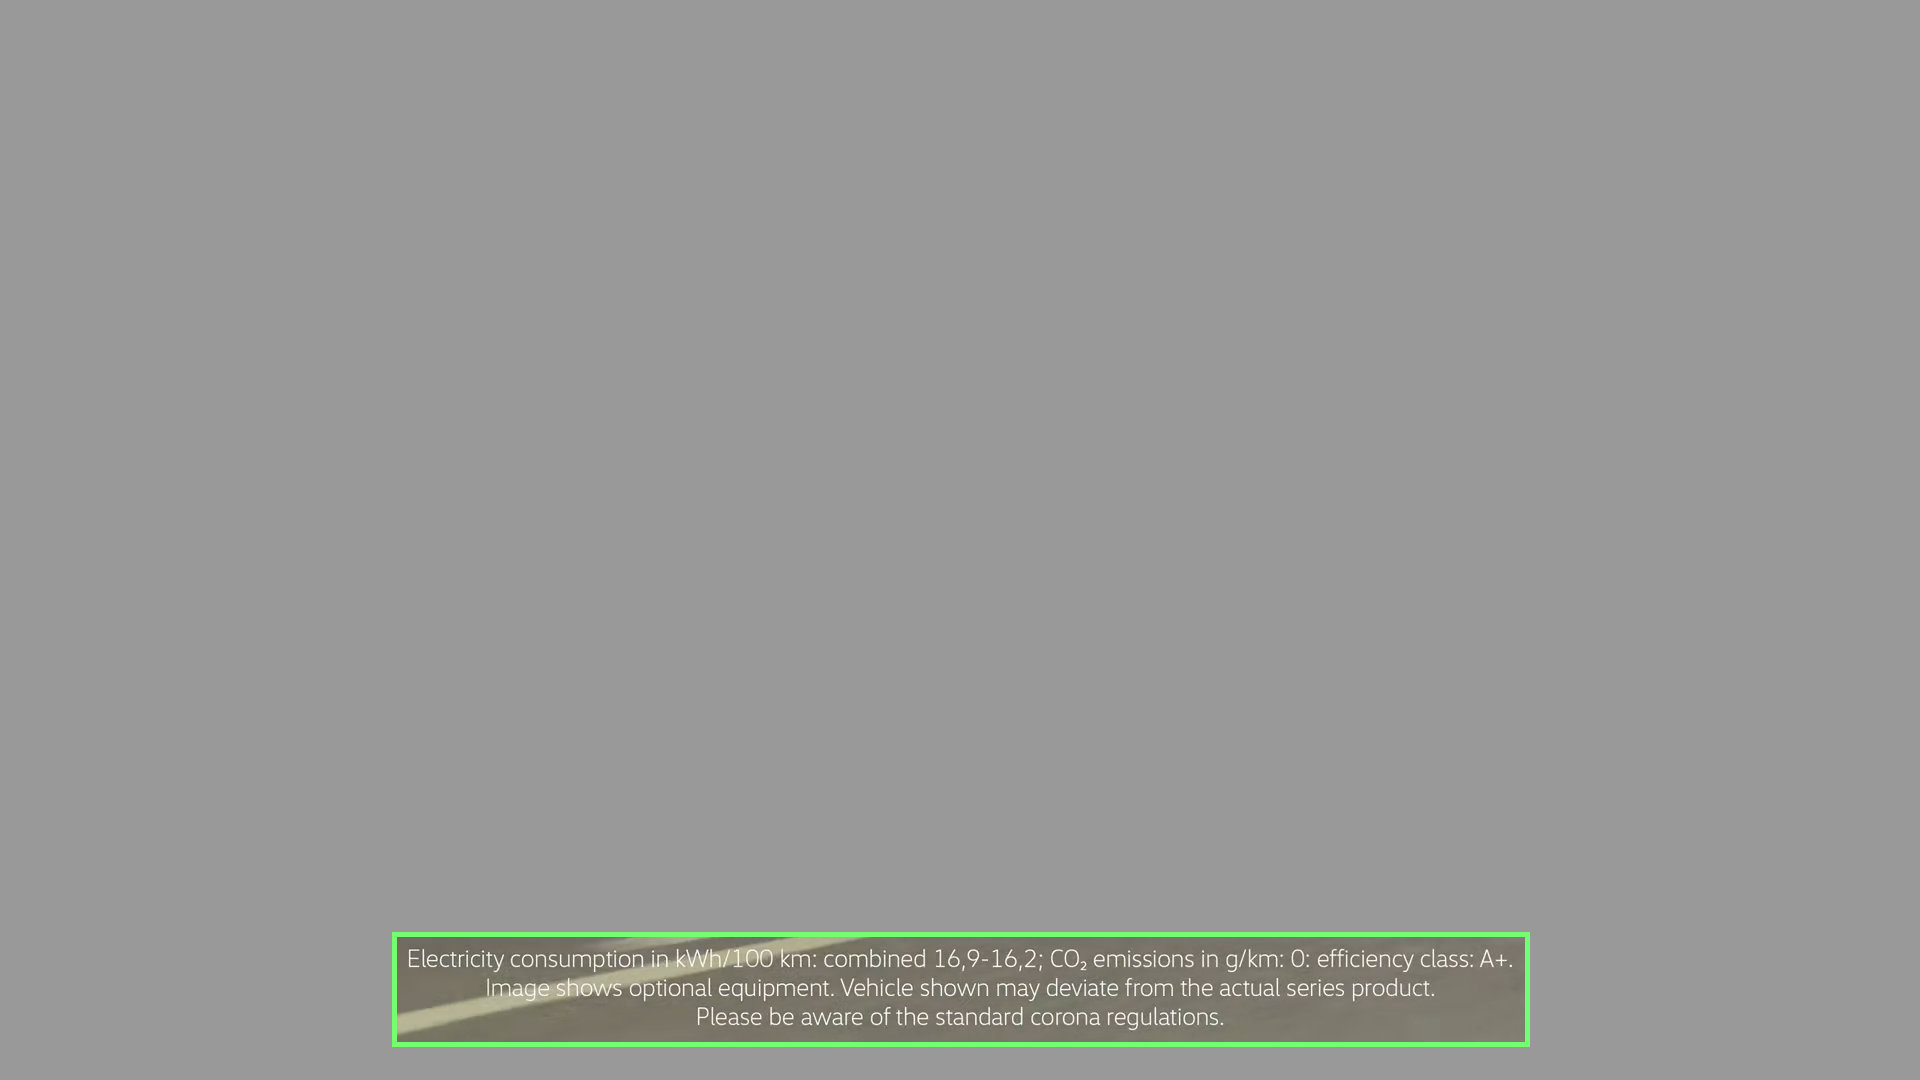 Electricity consumption in kWh/100 km: combined 16,9-16,2; CO₂ emissions in g/km: 0: efficiency class: A+.
Image shows optional equipment. Vehicle shown may deviate from the actual series product.
Please be aware of the standard corona regulations.